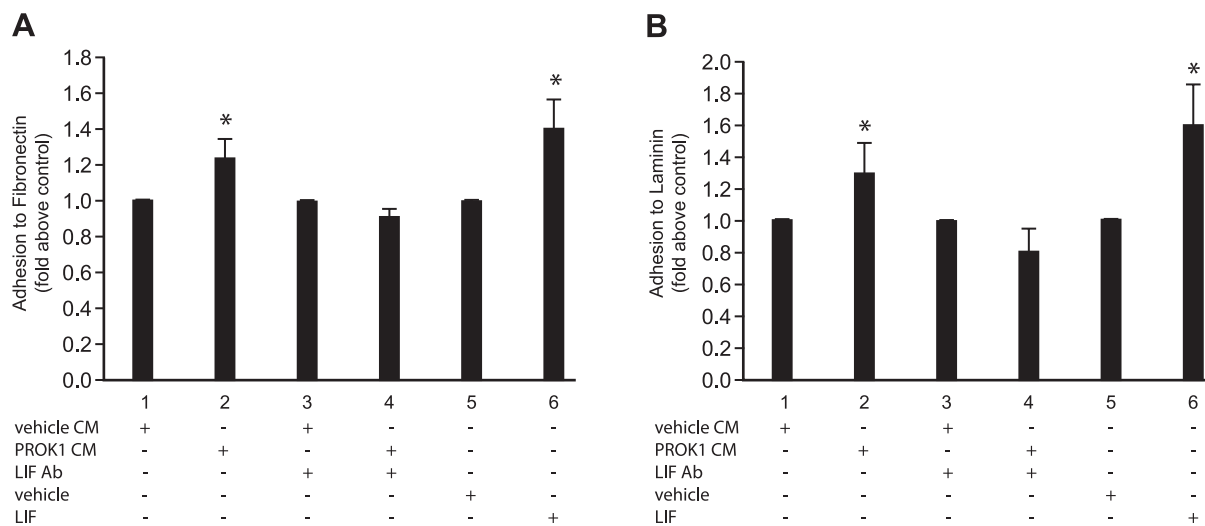 A
Adhesion to Fibronectin
(fold above control)
1.8
1.6
1.4
1.2
1.0
0.8
0.6
0.4
0.2
0.0
*
*
1 2 3 4 5 6
vehicle CM + - + - - -
PROK1 CM - + - + - -
LIF Ab - - + + - -
vehicle - - - - + -
LIF - - - - - +
B
Adhesion to Laminin
(fold above control)
2.0
1.8
1.6
1.4
1.2
1.0
0.8
0.6
0.4
0.2
0.0
*
*
1 2 3 4 5 6
vehicle CM + - + - - -
PROK1 CM - + - + - -
LIF Ab - - + + - -
vehicle - - - - + -
LIF - - - - - +